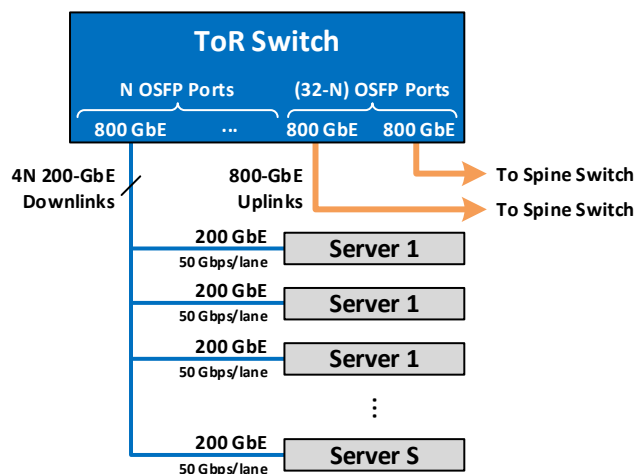 ToR Switch
N OSFP Ports
(32-N) OSFP Ports
800 GbE
...
800 GbE
800 GbE
4N 200-GbE
Downlinks
800-GbE
Uplinks
To Spine Switch
To Spine Switch
200 GbE
50 Gbps/lane
Server 1
200 GbE
50 Gbps/lane
Server 1
200 GbE
50 Gbps/lane
Server 1
...
200 GbE
50 Gbps/lane
Server S